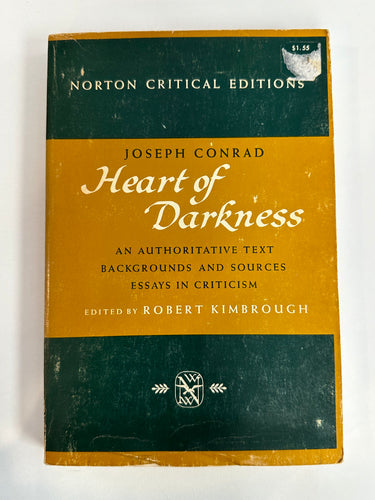 $1.55
NORTON CRITICAL EDITIONS
JOSEPH CONRAD
Heart of
Darkness
AN AUTHORITATIVE TEXT
BACKGROUNDS AND SOURCES
ESSAYS IN CRITICISM
EDITED BY ROBERT KIMBROUGH